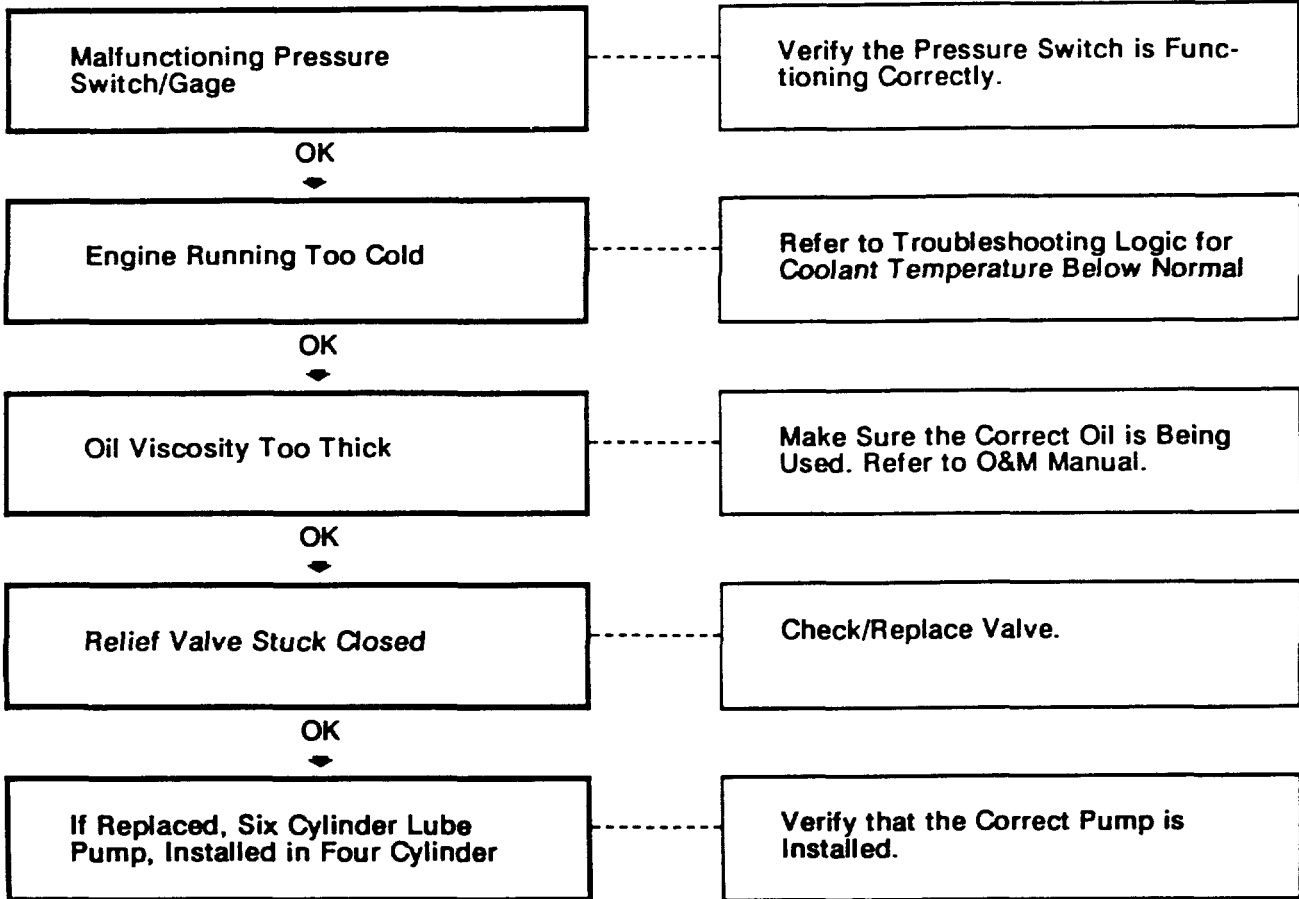 Malfunctioning Pressure
Switch/Gage
Verify the Pressure Switch is Func-
tioning Correctly.
OK
Engine Running Too Cold
Refer to Troubleshooting Logic for
Coolant Temperature Below Normal
OK
Oil Viscosity Too Thick
Make Sure the Correct Oil is Being
Used. Refer to O&M Manual.
OK
Relief Valve Stuck Closed
Check/Replace Valve.
OK
If Replaced, Six Cylinder Lube
Pump, Installed in Four Cylinder
Verify that the Correct Pump is
Installed.